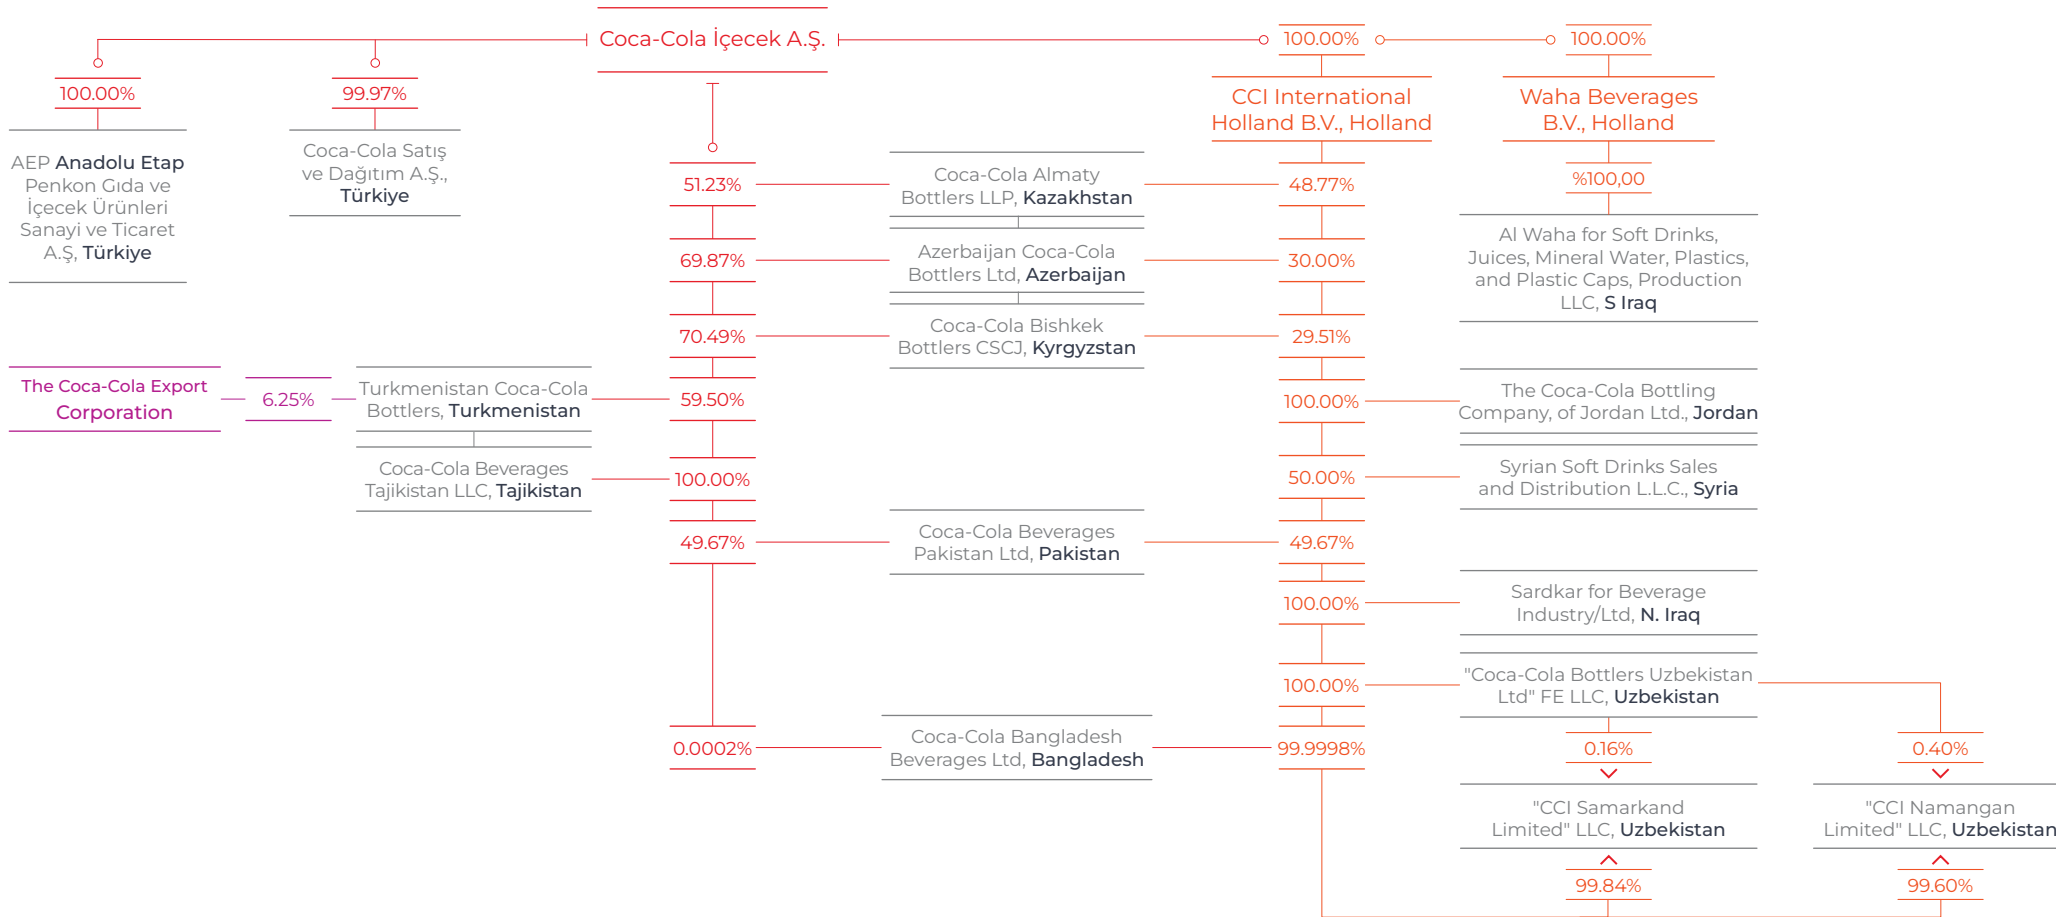 Coca-Cola İçecek A.Ş.
100.00%
100.00%
100.00%
99.97%
CCI International
Holland B.V., Holland
Waha Beverages
B.V., Holland
AEP Anadolu Etap
Penkon Gıda ve
İçecek Ürünleri
Sanayi ve Ticaret
A.Ş, Türkiye
Coca-Cola Satış
ve Dağıtım A.Ş.,
Türkiye
51.23%
Coca-Cola Almaty
Bottlers LLP, Kazakhstan
48.77%
%100,00
69.87%
Azerbaijan Coca-Cola
Bottlers Ltd, Azerbaijan
30.00%
Al Waha for Soft Drinks,
Juices, Mineral Water, Plastics,
and Plastic Caps, Production
LLC, S Iraq
70.49%
Coca-Cola Bishkek
Bottlers CSCJ, Kyrgyzstan
29.51%
The Coca-Cola Export
Corporation
6.25%
Turkmenistan Coca-Cola
Bottlers, Turkmenistan
59.50%
100.00%
The Coca-Cola Bottling
Company, of Jordan Ltd., Jordan
Coca-Cola Beverages
Tajikistan LLC, Tajikistan
100.00%
50.00%
Syrian Soft Drinks Sales
and Distribution L.L.C., Syria
49.67%
Coca-Cola Beverages
Pakistan Ltd, Pakistan
49.67%
100.00%
Sardkar for Beverage
Industry/Ltd, N. Iraq
100.00%
"Coca-Cola Bottlers Uzbekistan
Ltd" FE LLC, Uzbekistan
0.0002%
Coca-Cola Bangladesh
Beverages Ltd, Bangladesh
99.9998%
0.16%
0.40%
"CCI Samarkand
Limited" LLC, Uzbekistan
"CCI Namangan
Limited" LLC, Uzbekistan
99.84%
99.60%